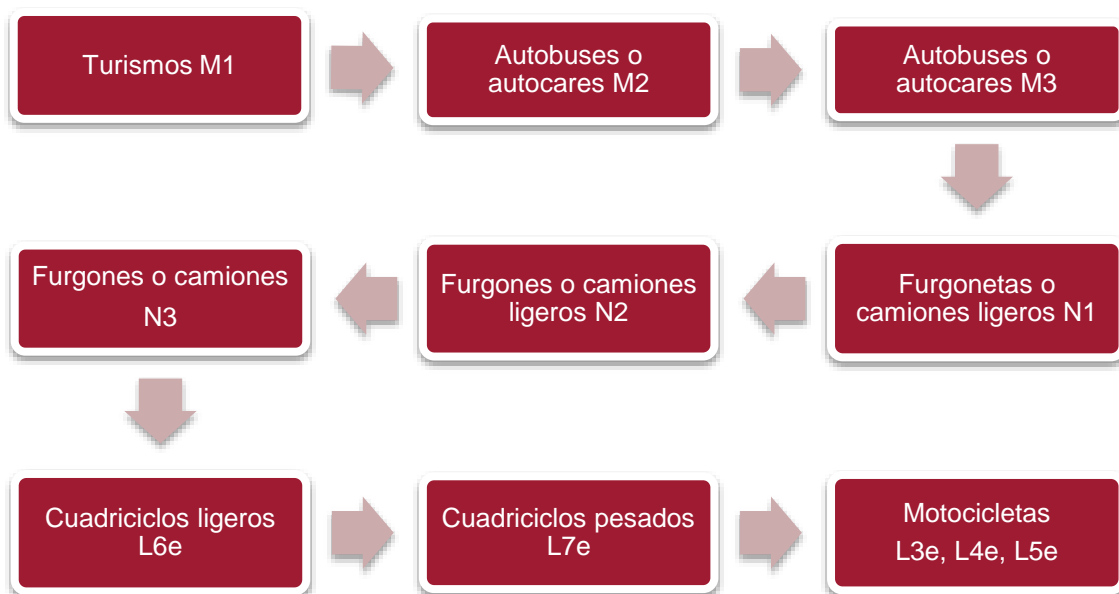 Turismos M1
Autobuses o
autocares M2
Autobuses o
autocares M3
Furgones o camiones
N3
Furgones o camiones
ligeros N2
Furgonetas o
camiones ligeros N1
Cuadriciclos ligeros
L6e
Cuadriciclos pesados
L7e
Motocicletas
L3e, L4e, L5e